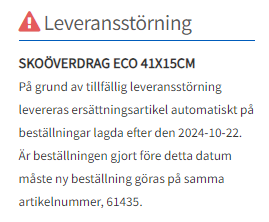 Leveransstörning
SKOÖVERDRAG ECO 41X15CM
På grund av tillfällig leveransstörning
levereras ersättningsartikel automatiskt på
beställningar lagda efter den 2024-10-22.
Är beställningen gjort före detta datum
måste ny beställning göras på samma
artikelnummer, 61435.